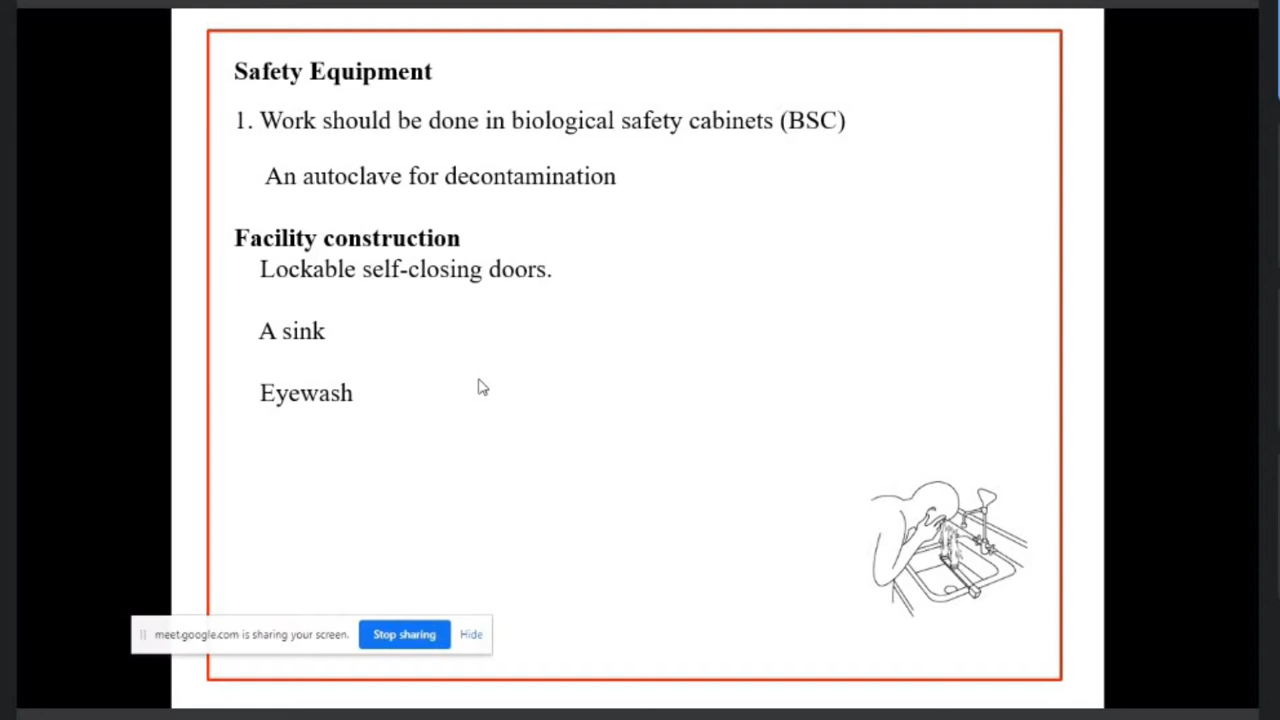 Safety Equipment
1. Work should be done in biological safety cabinets (BSC)
An autoclave for decontamination
Facility construction
Lockable self-closing doors.
A sink
Eyewash
meet.google.com is sharing your screen. Stop sharing Hide